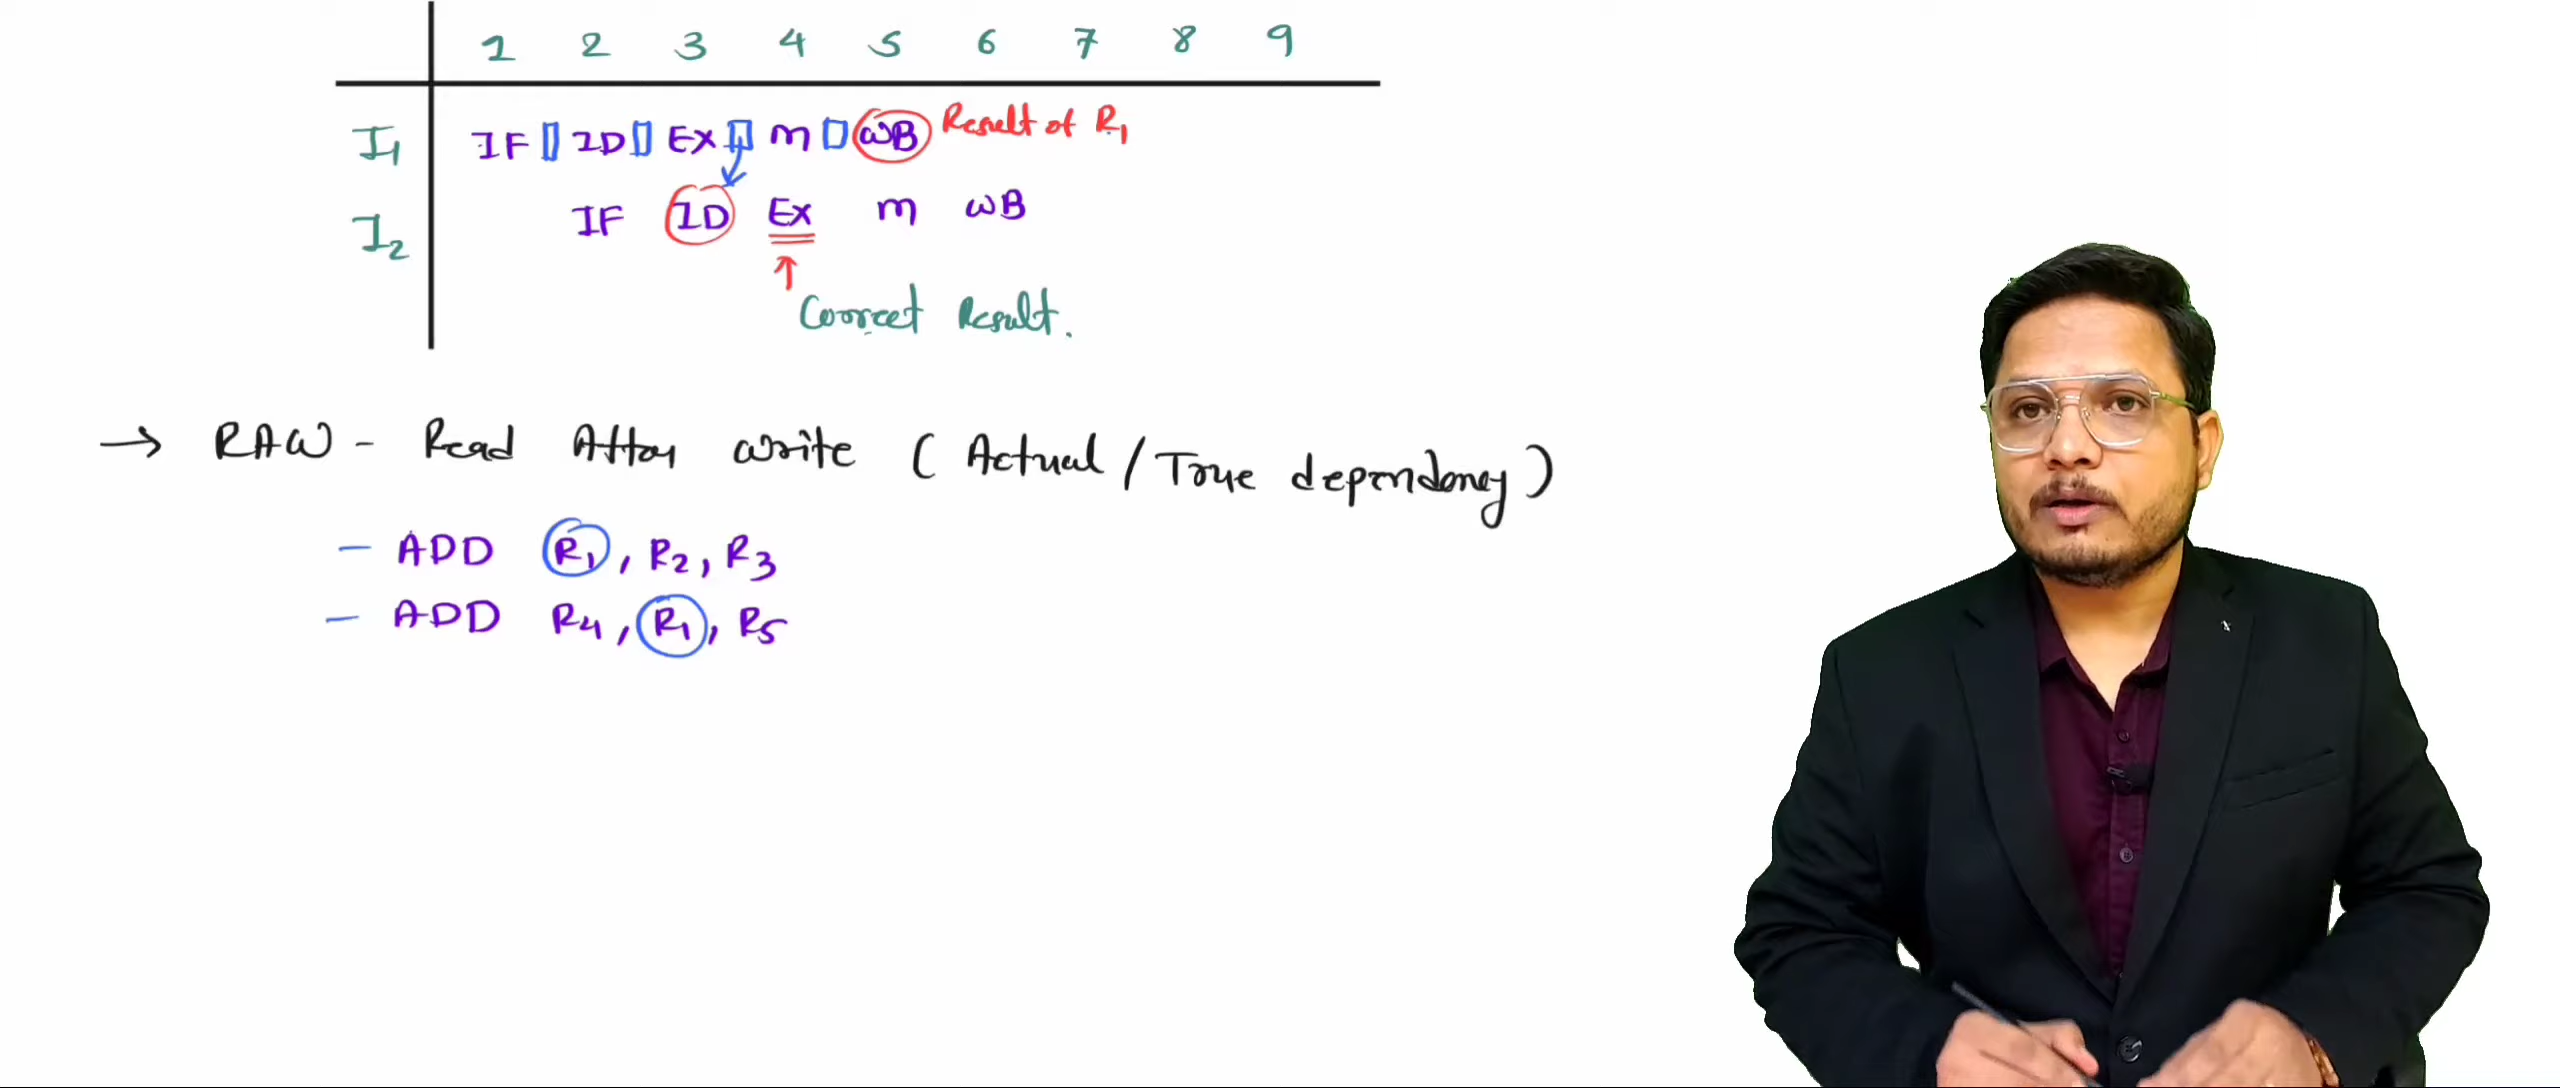 1 2 3 4 5 6 7 8 9
I1 IF ID EX M WB Result of R1
I2 IF ID EX M WB
Correct Result.
→ RAW - Read After write ( Actual / True dependency )
- ADD R1, R2, R3
- ADD R4, R1, R5